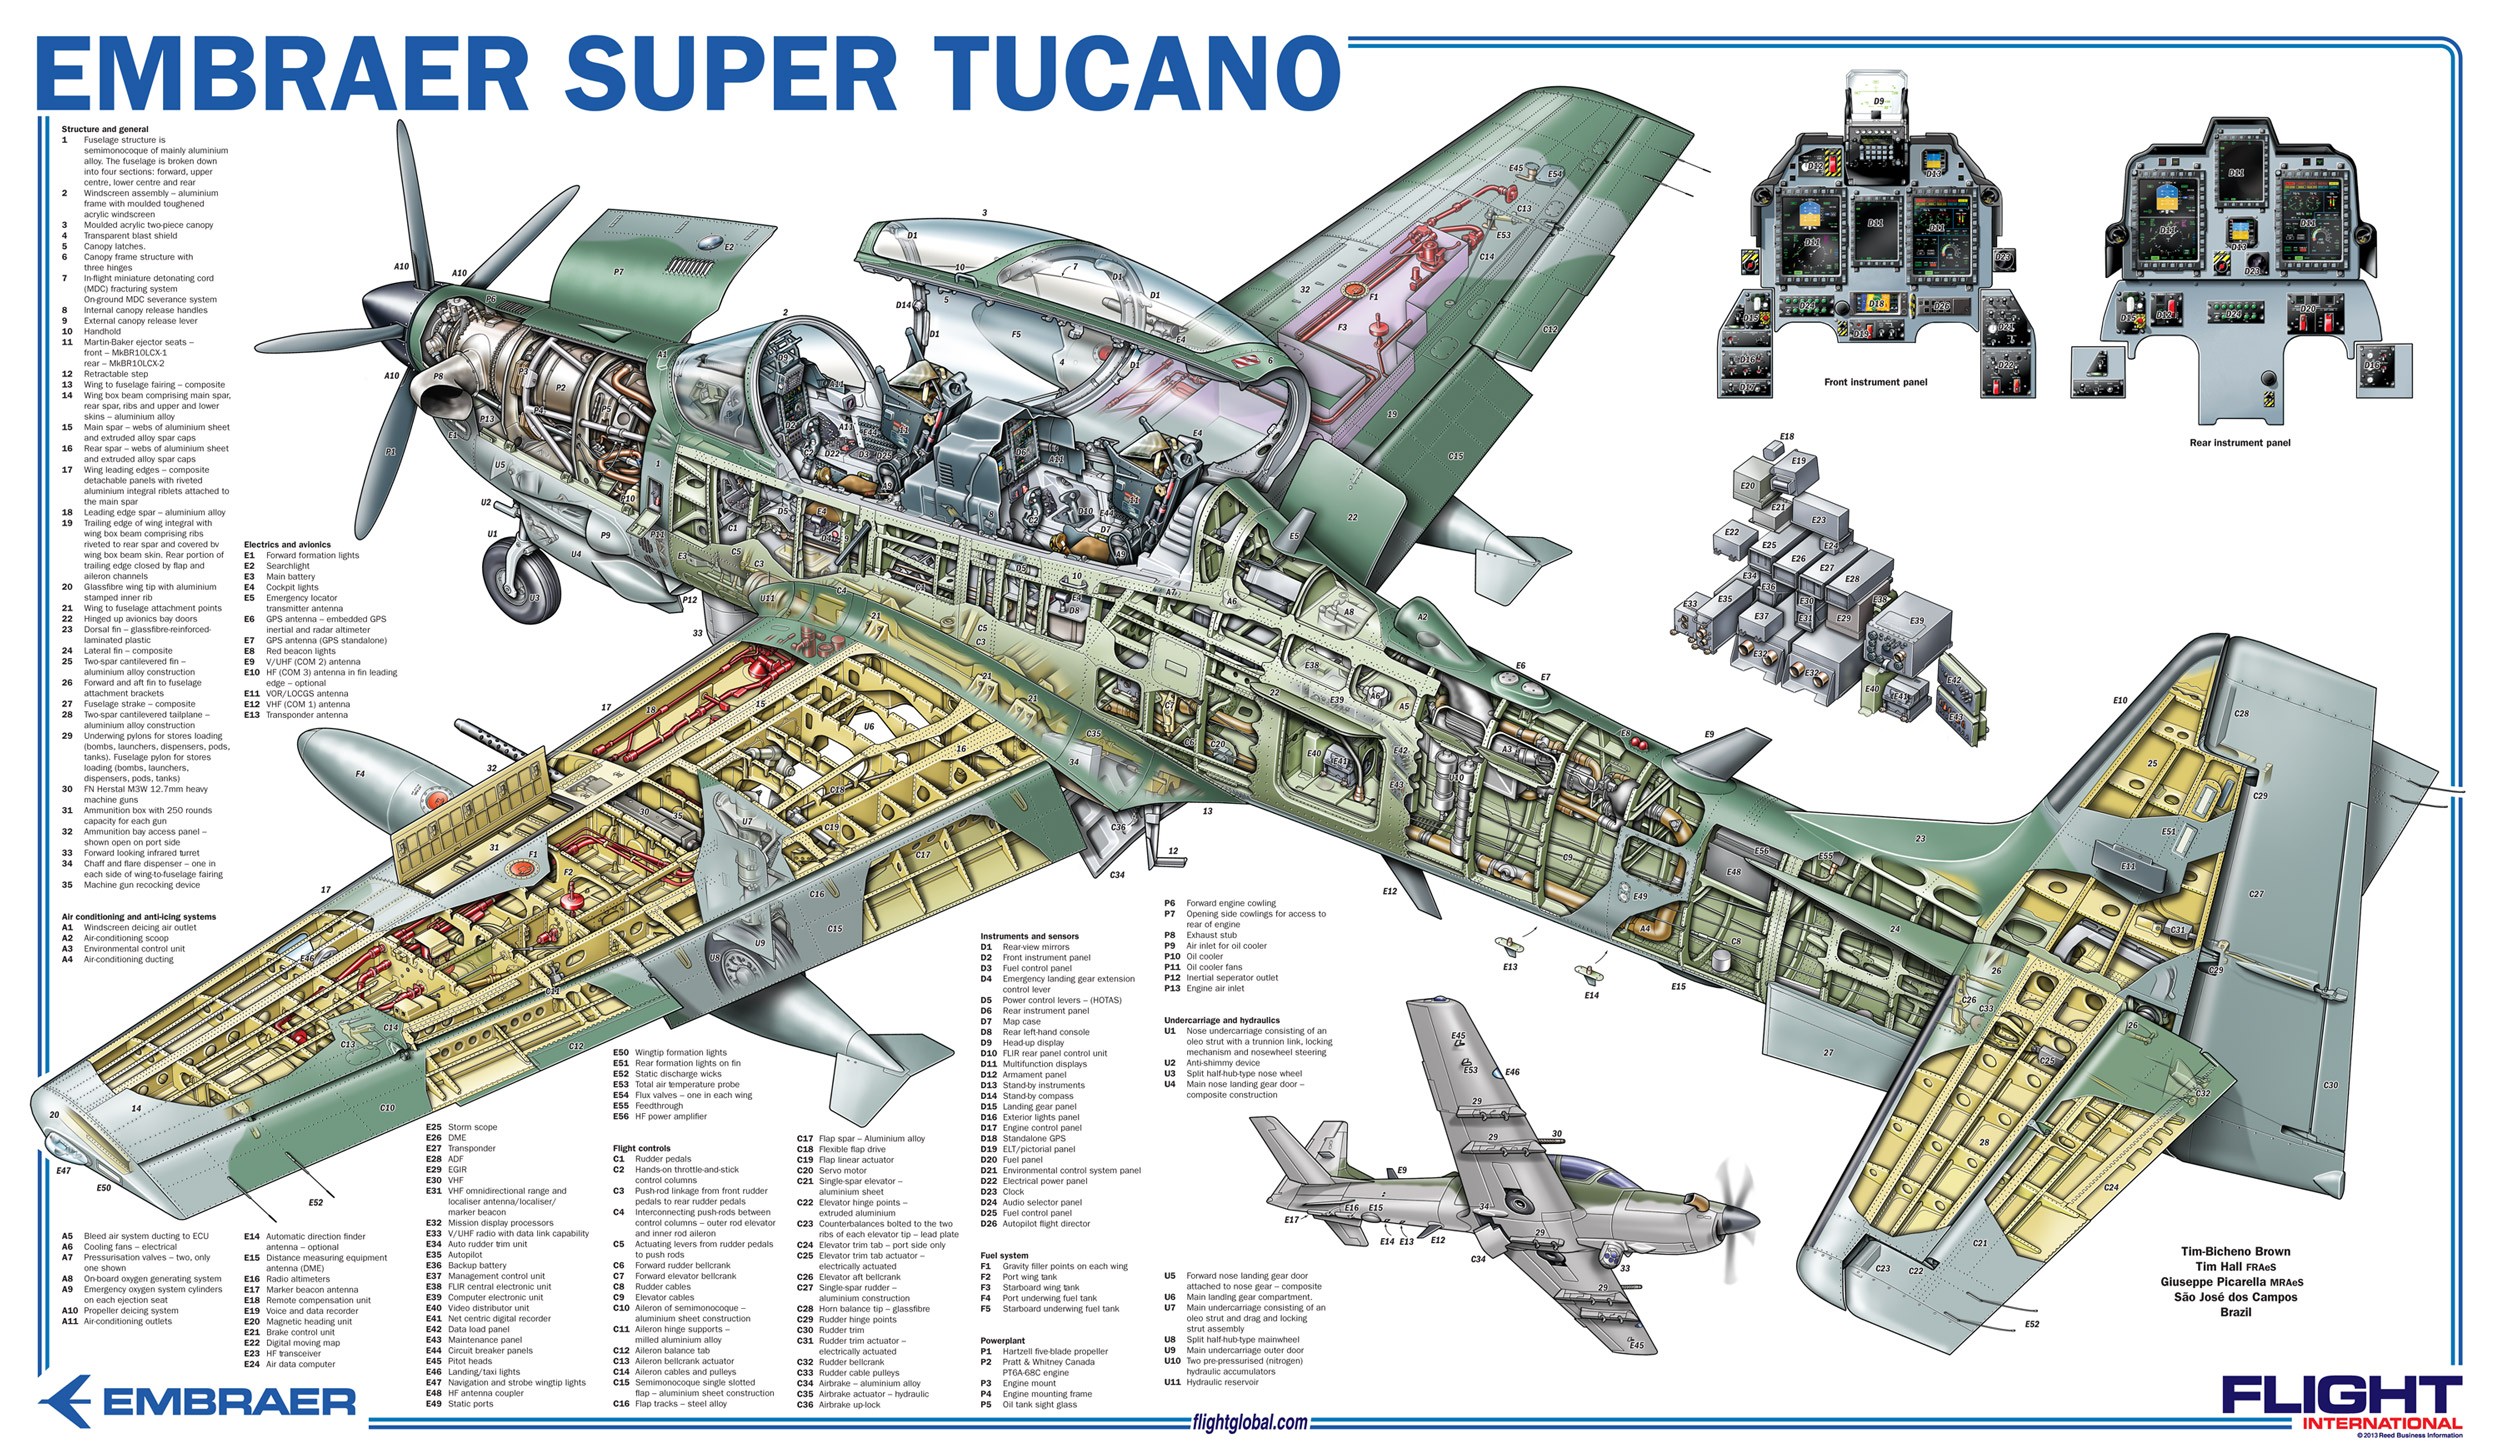 EMBRAER SUPER TUCANO
Structure and general
1 Fuselage structure is
semimonocoque of mainly aluminium
alloy. The fuselage is broken down
into four sections: forward, upper
centre, lower centre and rear
2 Windscreen assembly – aluminium
frame with moulded toughened
acrylic windscreen
3 Moulded acrylic two-piece canopy
4 Transparent blast shield
5 Canopy latches.
6 Canopy frame structure with
three hinges
7 In-flight miniature detonating cord
(MDC) fracturing system
On-ground MDC severance system
8 Internal canopy release handles
9 External canopy release lever
10 Handhold
11 Martin-Baker ejector seats –
front – MkBR10LCX-1
rear – MkBR10LCX-2
12 Retractable step
13 Wing to fuselage fairing – composite
14 Wing box beam comprising main spar,
rear spar, ribs and upper and lower
skins – aluminium alloy
15 Main spar – webs of aluminium sheet
and extruded alloy spar caps
16 Rear spar – webs of aluminium sheet
and extruded alloy spar caps
17 Wing leading edges – composite
detachable panels with riveted
aluminium integral riblets attached to
the main spar
18 Leading edge spar – aluminium alloy
19 Trailing edge of wing integral with
wing box beam comprising ribs
riveted to rear spar and covered by
wing box beam skin. Rear portion of
trailing edge closed by flap and
aileron channels
20 Glassfibre wing tip with aluminium
stamped inner rib
21 Wing to fuselage attachment points
22 Hinged up avionics bay doors
23 Dorsal fin – glassfibre-reinforced-
laminated plastic
24 Lateral fin – composite
25 Two-spar cantilevered fin –
aluminium alloy construction
26 Forward and aft fin to fuselage
attachment brackets
27 Fuselage strake – composite
28 Two-spar cantilevered tailplane –
aluminium alloy construction
29 Underwing pylons for stores loading
(bombs, launchers, dispensers, pods,
tanks). Fuselage pylon for stores
loading (bombs, launchers,
dispensers, pods, tanks)
30 FN Herstal M3W 12.7mm heavy
machine guns
31 Ammunition box with 250 rounds
capacity for each gun
32 Ammunition bay access panel –
shown open on port side
33 Forward looking infrared turret
34 Chaff and flare dispenser – one in
each side of wing-to-fuselage fairing
35 Machine gun recocking device
Air conditioning and anti-icing systems
A1 Windscreen deicing air outlet
A2 Air-conditioning scoop
A3 Environmental control unit
A4 Air-conditioning ducting
A5 Bleed air system ducting to ECU
A6 Cooling fans – electrical
A7 Pressurisation valves – two, only
one shown
A8 On-board oxygen generating system
A9 Emergency oxygen system cylinders
on each ejection seat
A10 Propeller deicing system
A11 Air-conditioning outlets
Electrics and avionics
E1 Forward formation lights
E2 Searchlight
E3 Main battery
E4 Cockpit lights
E5 Emergency locator
transmitter antenna
E6 GPS antenna – embedded GPS
inertial and radar altimeter
E7 GPS antenna (GPS standalone)
E8 Red beacon lights
E9 V/UHF (COM 2) antenna
E10 HF (COM 3) antenna in fin leading
edge – optional
E11 VOR/LOCGS antenna
E12 VHF (COM 1) antenna
E13 Transponder antenna
E14 Automatic direction finder
antenna – optional
E15 Distance measuring equipment
antenna (DME)
E16 Radio altimeters
E17 Marker beacon antenna
E18 Remote compensation unit
E19 Voice and data recorder
E20 Magnetic heading unit
E21 Brake control unit
E22 Digital moving map
E23 HF transceiver
E24 Air data computer
E25 Storm scope
E26 DME
E27 Transponder
E28 ADF
E29 EGIR
E30 VHF
E31 VHF omnidirectional range and
localiser antenna/localiser/
marker beacon
E32 Mission display processors
E33 V/UHF radio with data link capability
E34 Auto rudder trim unit
E35 Autopilot
E36 Backup battery
E37 Management control unit
E38 FLIR central electronic unit
E39 Computer electronic unit
E40 Video distributor unit
E41 Net centric digital recorder
E42 Data load panel
E43 Maintenance panel
E44 Circuit breaker panels
E45 Pitot heads
E46 Landing/taxi lights
E47 Navigation and strobe wingtip lights
E48 HF antenna coupler
E49 Static ports
E50 Wingtip formation lights
E51 Rear formation lights on fin
E52 Static discharge wicks
E53 Total air temperature probe
E54 Flux valves – one in each wing
E55 Feedthrough
E56 HF power amplifier
Flight controls
C1 Rudder pedals
C2 Hands-on throttle-and-stick
control columns
C3 Push-rod linkage from front rudder
pedals to rear rudder pedals
C4 Interconnecting push-rods between
control columns – outer rod elevator
and inner rod aileron
C5 Actuating levers from rudder pedals
to push rods
C6 Forward rudder bellcrank
C7 Forward elevator bellcrank
C8 Rudder cables
C9 Elevator cables
C10 Aileron of semimonocoque –
aluminium sheet construction
C11 Aileron hinge supports –
milled aluminium alloy
C12 Aileron balance tab
C13 Aileron bellcrank actuator
C14 Aileron cables and pulleys
C15 Semimonocoque single slotted
flap – aluminium sheet construction
C16 Flap tracks – steel alloy
C17 Flap spar – Aluminium alloy
C18 Flexible flap drive
C19 Flap linear actuator
C20 Servo motor
C21 Single-spar elevator –
aluminium sheet
C22 Elevator hinge points –
extruded aluminium
C23 Counterbalances bolted to the two
ribs of each elevator tip – lead plate
C24 Elevator trim tab – port side only
C25 Elevator trim tab actuator –
electrically actuated
C26 Elevator aft bellcrank
C27 Single-spar rudder –
aluminium construction
C28 Horn balance tip – glassfibre
C29 Rudder hinge points
C30 Rudder trim
C31 Rudder trim actuator –
electrically actuated
C32 Rudder bellcrank
C33 Rudder cable pulleys
C34 Airbrake – aluminium alloy
C35 Airbrake actuator – hydraulic
C36 Airbrake up-lock
Instruments and sensors
D1 Rear-view mirrors
D2 Front instrument panel
D3 Fuel control panel
D4 Emergency landing gear extension
control lever
D5 Power control levers – (HOTAS)
D6 Rear instrument panel
D7 Map case
D8 Rear left-hand console
D9 Head-up display
D10 FLIR rear panel control unit
D11 Multifunction displays
D12 Armament panel
D13 Stand-by instruments
D14 Stand-by compass
D15 Landing gear panel
D16 Exterior lights panel
D17 Engine control panel
D18 Standalone GPS
D19 ELT/pictorial panel
D20 Fuel panel
D21 Environmental control system panel
D22 Electrical power panel
D23 Clock
D24 Audio selector panel
D25 Fuel control panel
D26 Autopilot flight director
Fuel system
F1 Gravity filler points on each wing
F2 Port wing tank
F3 Starboard wing tank
F4 Port underwing fuel tank
F5 Starboard underwing fuel tank
Powerplant
P1 Hartzell five-blade propeller
P2 Pratt & Whitney Canada
PT6A-68C engine
P3 Engine mount
P4 Engine mounting frame
P5 Oil tank sight glass
P6 Forward engine cowling
P7 Opening side cowlings for access to
rear of engine
P8 Exhaust stub
P9 Air inlet for oil cooler
P10 Oil cooler
P11 Oil cooler fans
P12 Inertial seperator outlet
P13 Engine air inlet
Undercarriage and hydraulics
U1 Nose undercarriage consisting of an
oleo strut with a trunnion link, locking
mechanism and nosewheel steering
U2 Anti-shimmy device
U3 Split half-hub-type nose wheel
U4 Main nose landing gear door –
composite construction
U5 Forward nose landing gear door
attached to nose gear – composite
U6 Main landing gear compartment.
U7 Main undercarriage consisting of an
oleo strut and drag and locking
strut assembly
U8 Split half-hub-type mainwheel
U9 Main undercarriage outer door
U10 Two pre-pressurised (nitrogen)
hydraulic accumulators
U11 Hydraulic reservoir
Front instrument panel
Rear instrument panel
Tim-Bicheno Brown
Tim Hall FRAeS
Giuseppe Picarella MRAeS
São José dos Campos
Brazil
EMBRAER
flightglobal.com
FLIGHT
INTERNATIONAL
© 2013 Reed Business Information